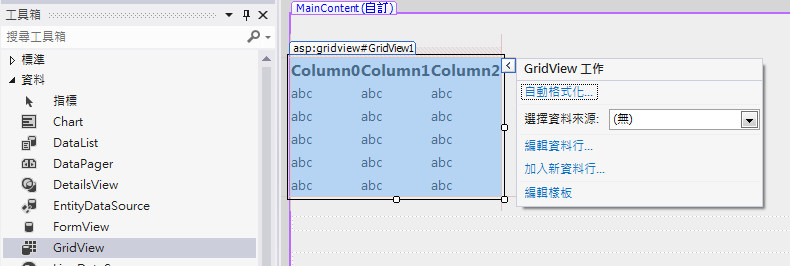 工具箱
搜尋工具箱
標準
資料
指標
Chart
DataList
DataPager
DetailsView
EntityDataSource
FormView
GridView
MainContent (自訂)
asp:gridview#GridView1
Column0 Column1 Column2
abc abc abc
abc abc abc
abc abc abc
abc abc abc
abc abc abc
GridView 工作
自動格式化...
選擇資料來源: (無)
編輯資料行...
加入新資料行...
編輯樣板